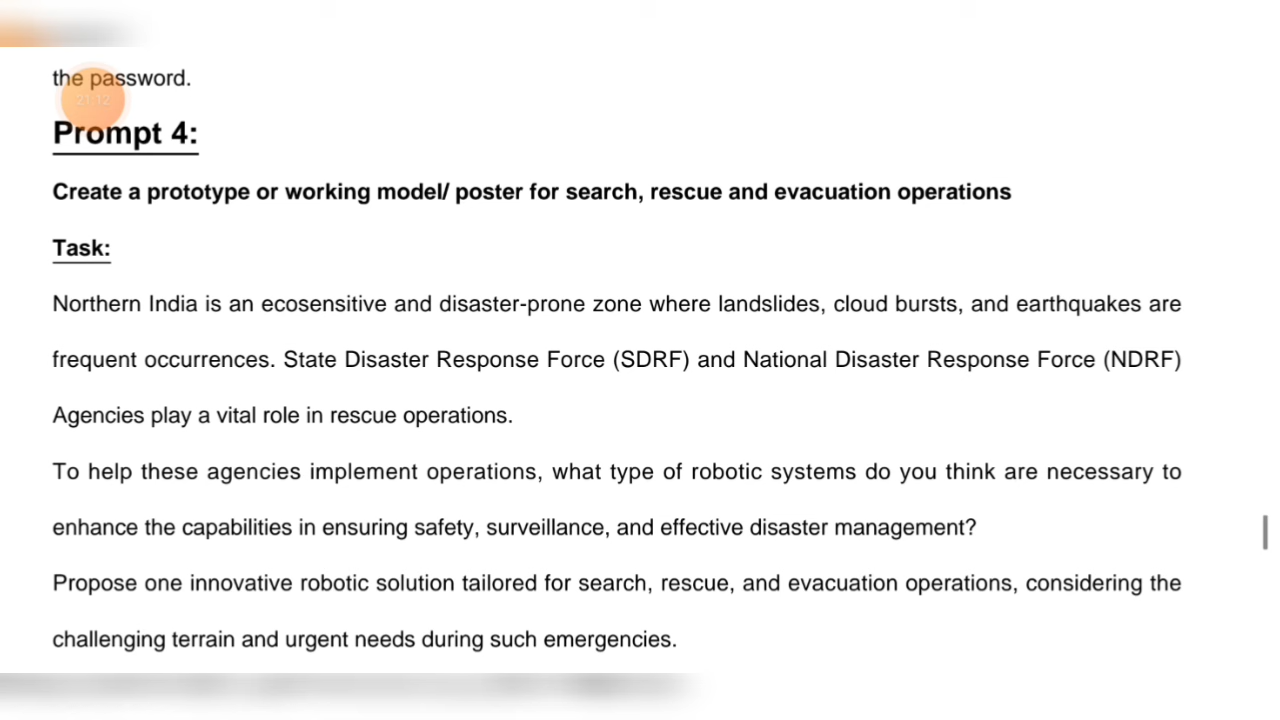 the password.
21:12
Prompt 4:
Create a prototype or working model/ poster for search, rescue and evacuation operations
Task:
Northern India is an ecosensitive and disaster-prone zone where landslides, cloud bursts, and earthquakes are
frequent occurrences. State Disaster Response Force (SDRF) and National Disaster Response Force (NDRF)
Agencies play a vital role in rescue operations.
To help these agencies implement operations, what type of robotic systems do you think are necessary to
enhance the capabilities in ensuring safety, surveillance, and effective disaster management?
Propose one innovative robotic solution tailored for search, rescue, and evacuation operations, considering the
challenging terrain and urgent needs during such emergencies.